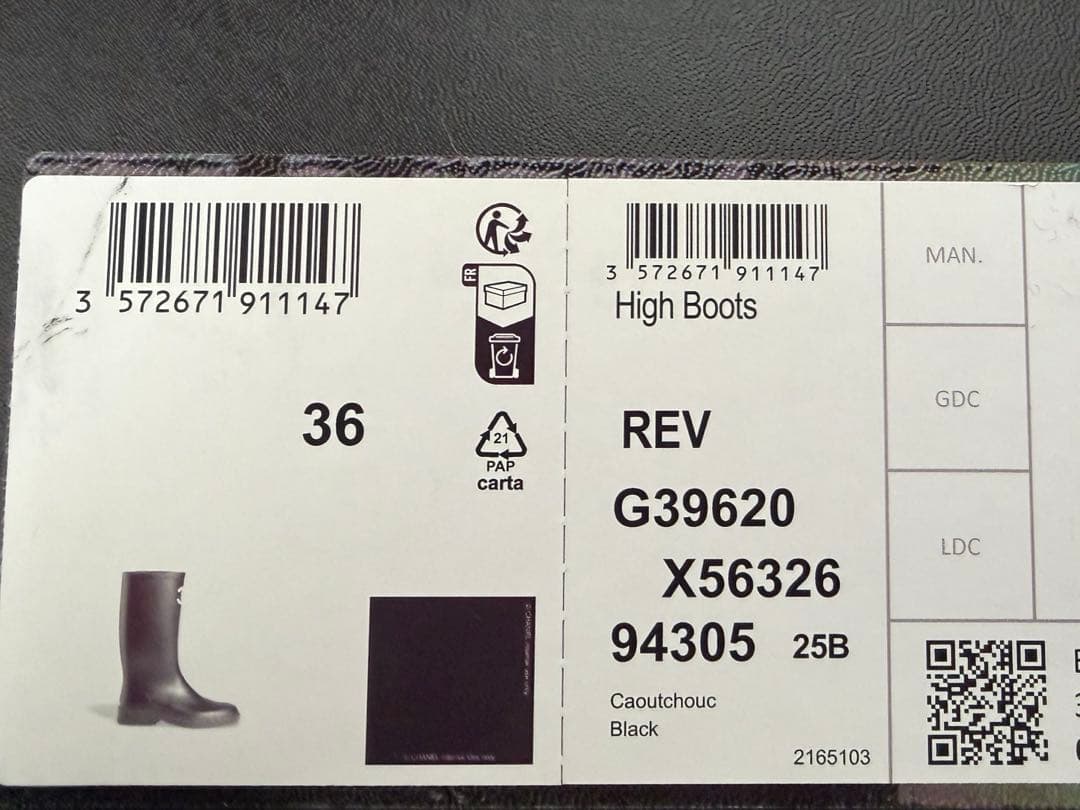 3 572671 911147
FR
36
21
PAP
carta
3 572671 911147
High Boots
REV
G39620
X56326
94305 25B
Caoutchouc
Black
2165103
MAN.
GDC
LDC